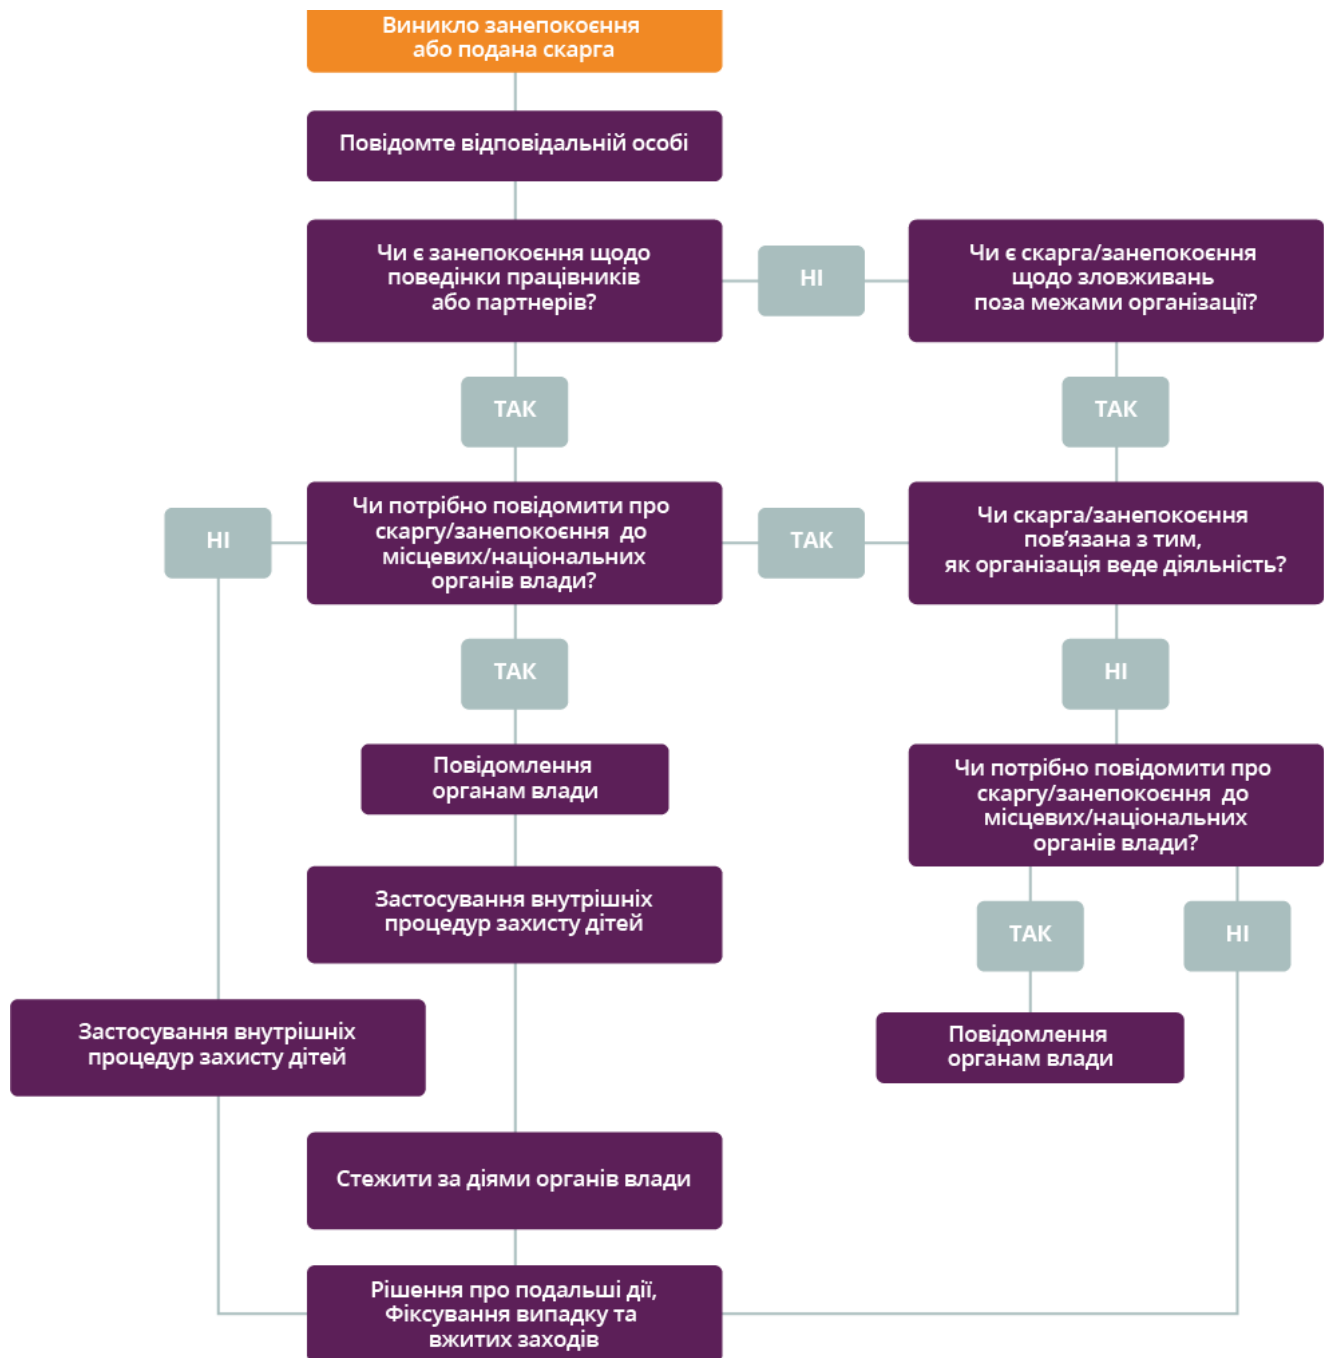 Виникло занепокоєння
або подана скарга
Повідомте відповідальній особі
Чи є занепокоєння щодо
поведінки працівників
або партнерів?
НІ
Чи є скарга/занепокоєння
щодо зловживань
поза межами організації?
ТАК
ТАК
НІ
Чи потрібно повідомити про
скаргу/занепокоєння до
місцевих/національних
органів влади?
ТАК
Чи скарга/занепокоєння
пов’язана з тим,
як організація веде діяльність?
ТАК
НІ
Повідомлення
органам влади
Чи потрібно повідомити про
скаргу/занепокоєння до
місцевих/національних
органів влади?
Застосування внутрішніх
процедур захисту дітей
ТАК
НІ
Застосування внутрішніх
процедур захисту дітей
Повідомлення
органам влади
Стежити за діями органів влади
Рішення про подальші дії,
Фіксування випадку та
вжитих заходів